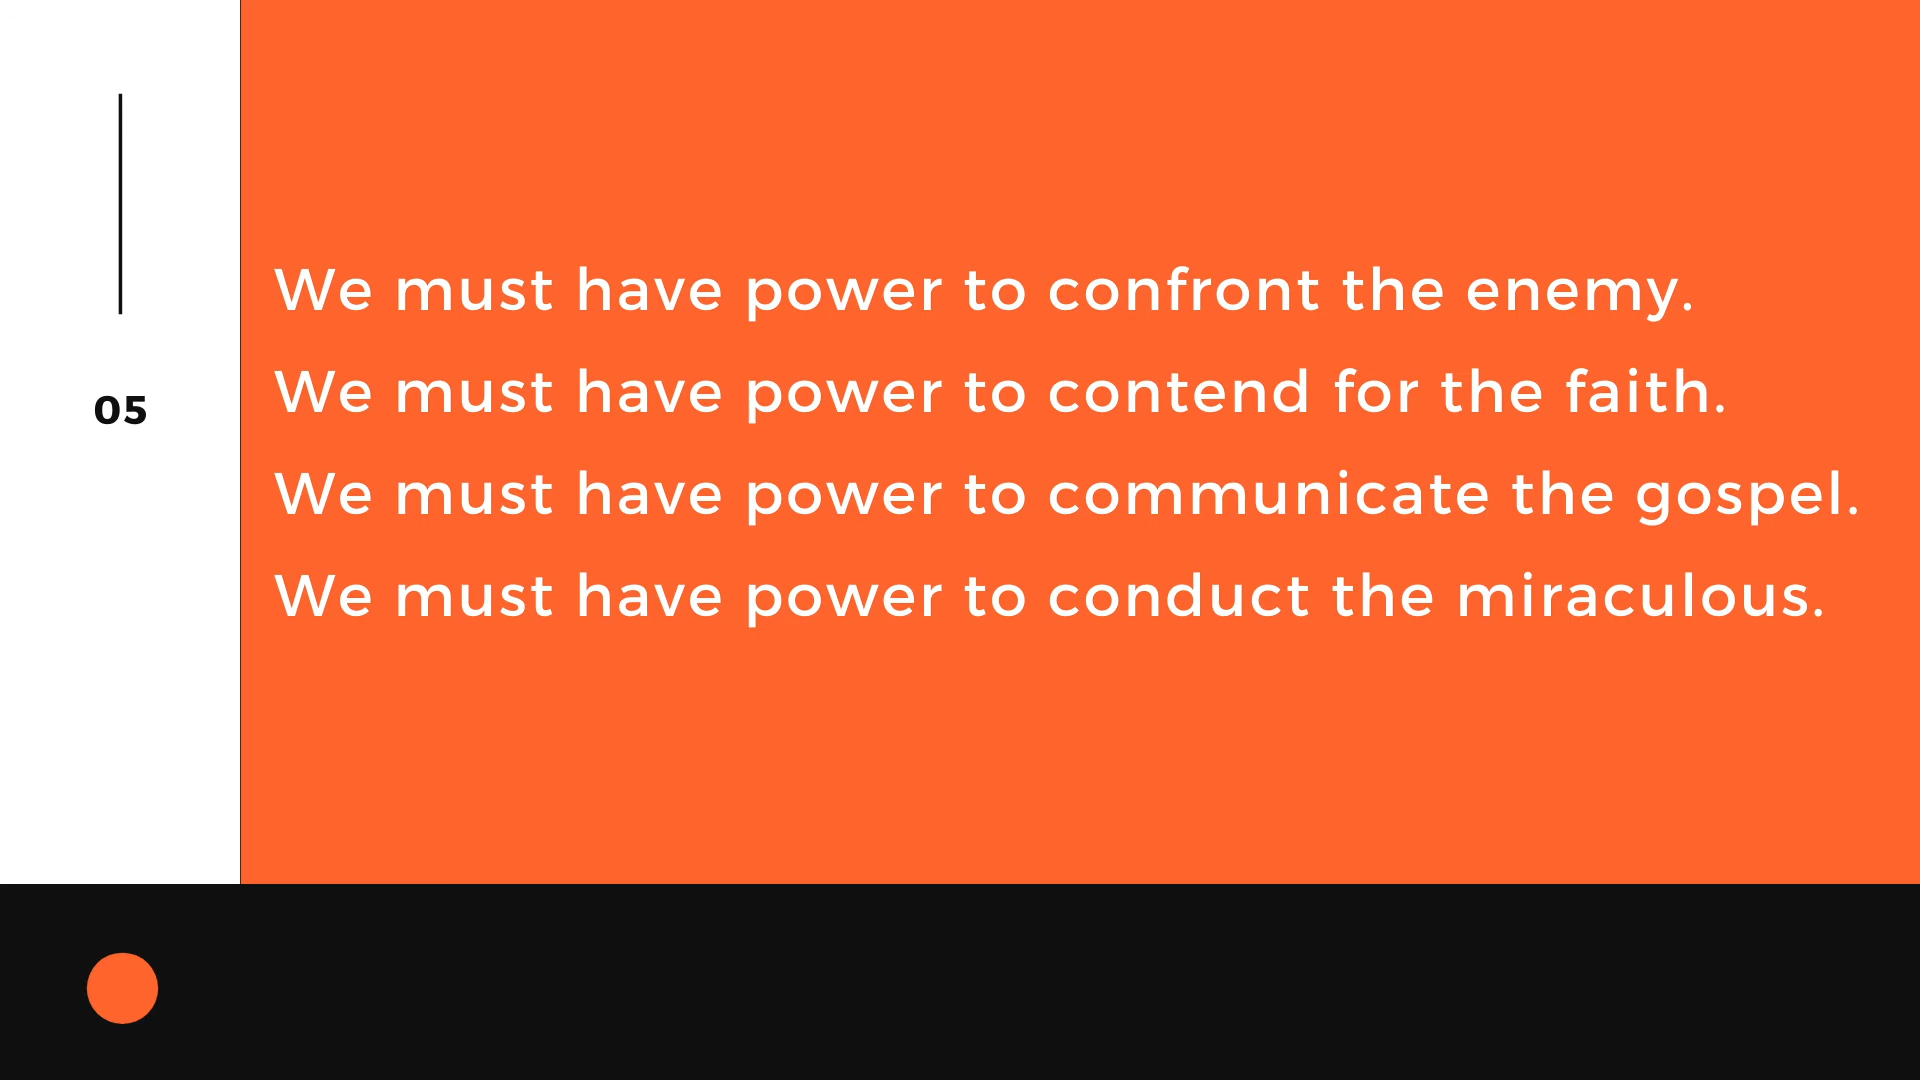 05
We must have power to confront the enemy.
We must have power to contend for the faith.
We must have power to communicate the gospel.
We must have power to conduct the miraculous.